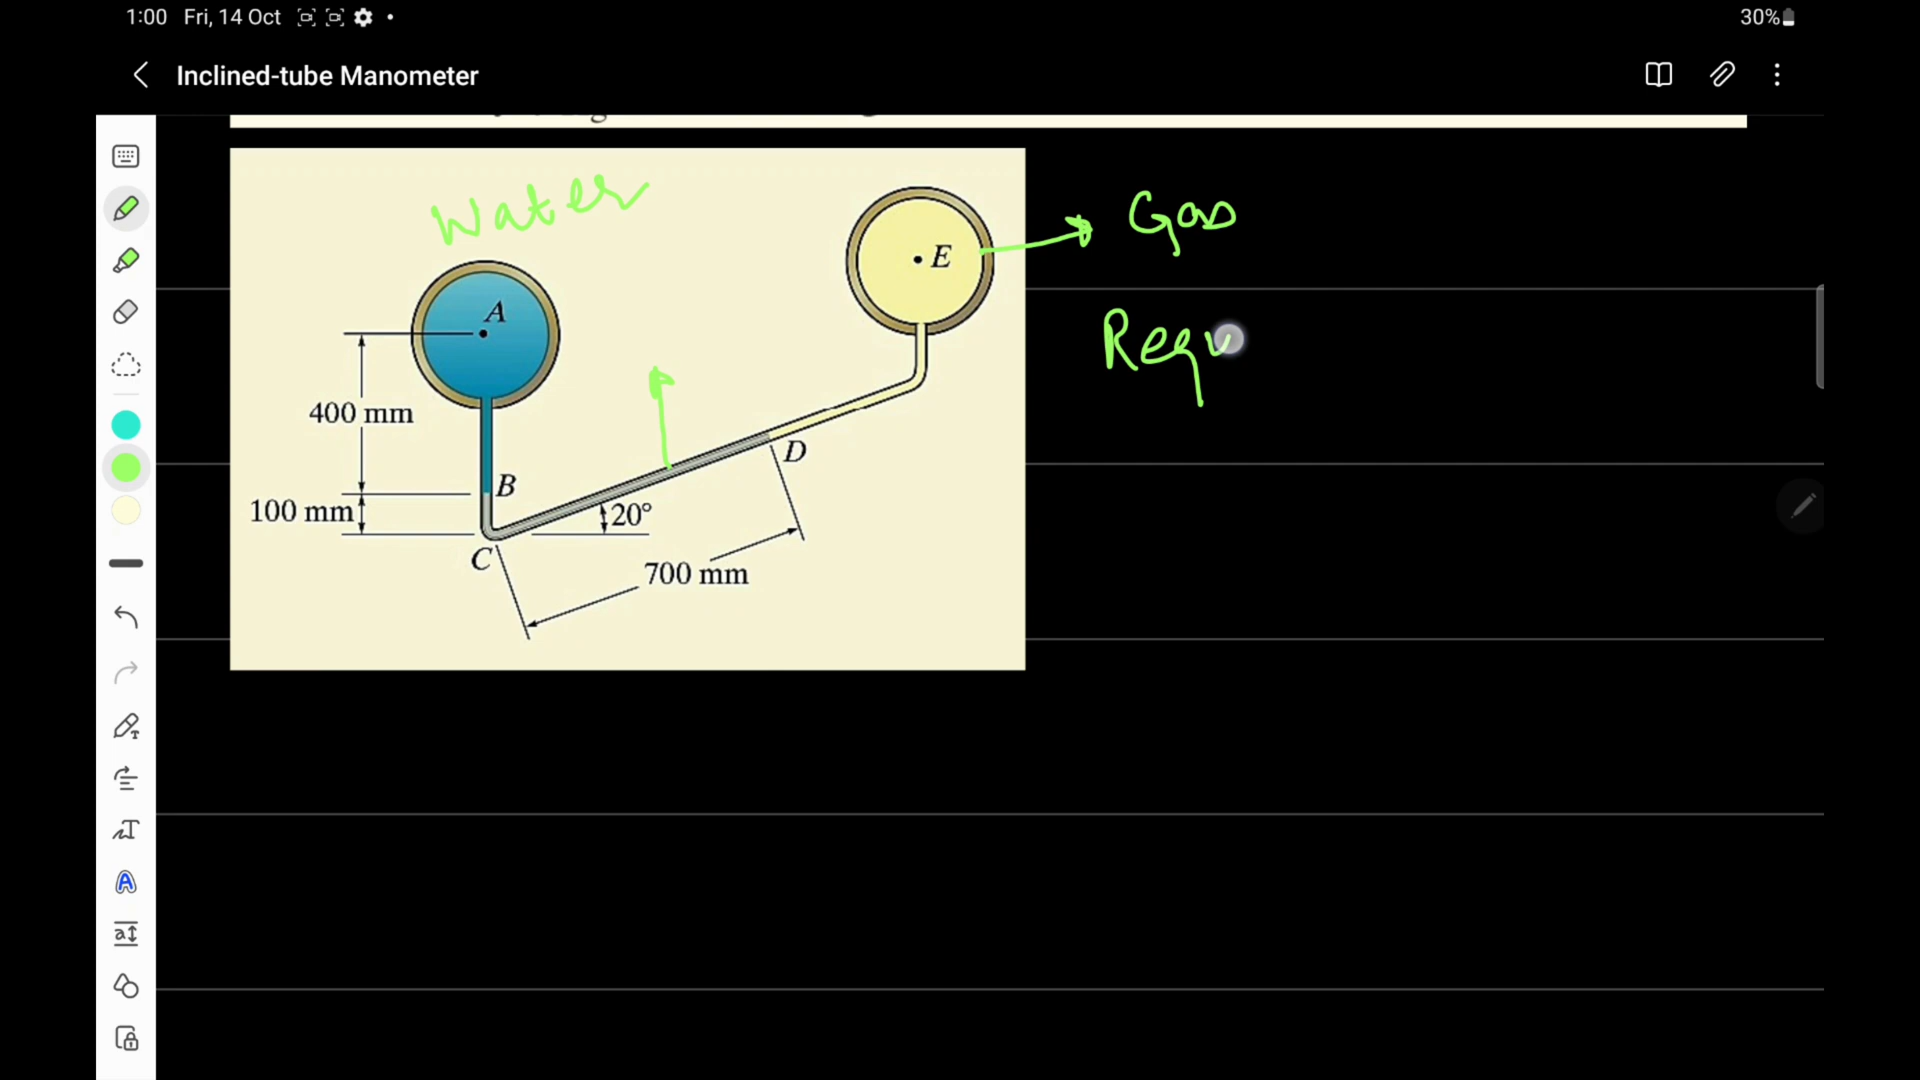 1:00 Fri, 14 Oct
30%
Inclined-tube Manometer
Water
Gas
E
A
Requ
400 mm
D
B
100 mm
20°
C
700 mm